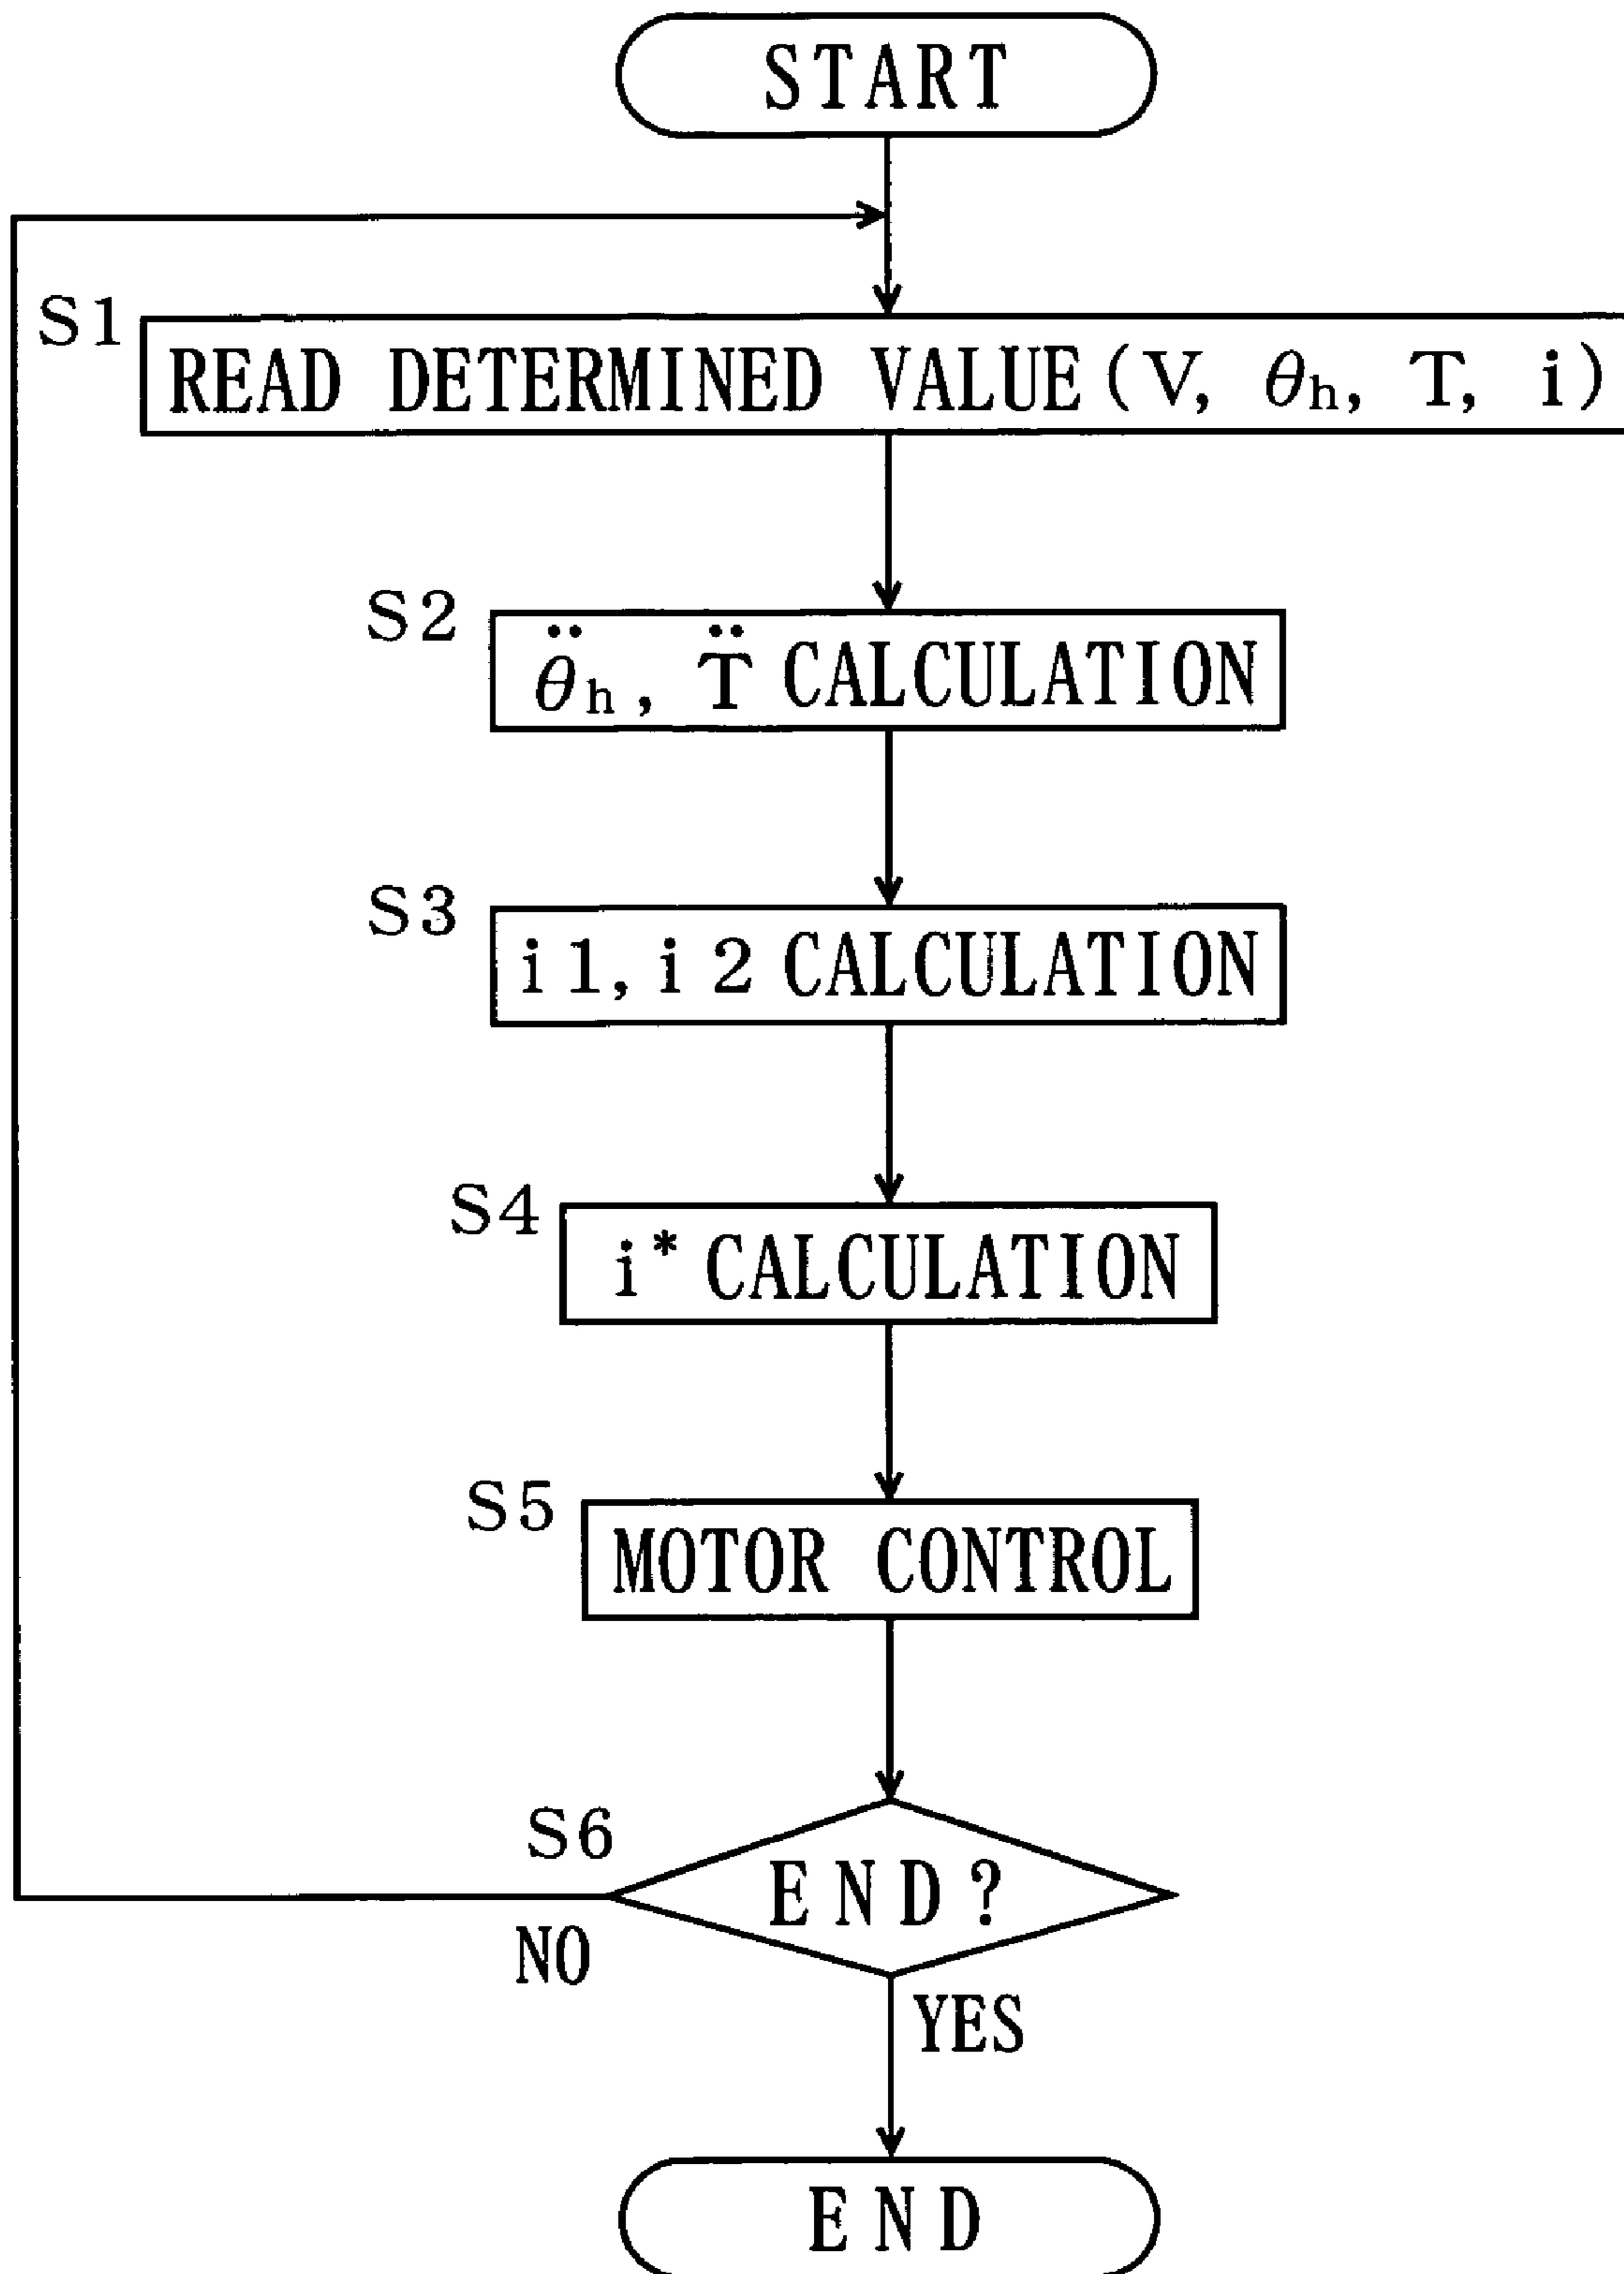 START
S1
READ DETERMINED VALUE(V, θh, T, i)
S2
θ̈h, T̈ CALCULATION
S3
i1, i2 CALCULATION
S4
i* CALCULATION
S5
MOTOR CONTROL
S6
END?
NO
YES
END